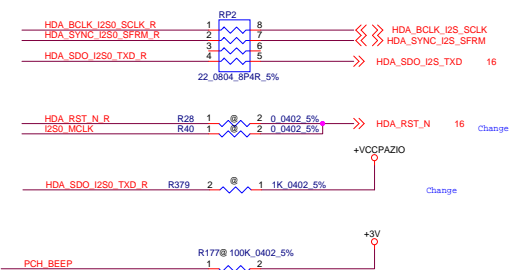 RP2
HDA_BCLK_I2S0_SCLK_R 1 8 HDA_BCLK_I2S_SCLK
HDA_SYNC_I2S0_SFRM_R 2 7 HDA_SYNC_I2S_SFRM
3 6
HDA_SDO_I2S0_TXD_R 4 5 HDA_SDO_I2S_TXD 16
22_0804_8P4R_5%
HDA_RST_N_R R28 1 @ 2 0_0402_5% HDA_RST_N 16 Change
I2S0_MCLK R40 1 @ 2 0_0402_5%
+VCCPAZIO
HDA_SDO_I2S0_TXD_R R379 2 @ 1 1K_0402_5% Change
+3V
R177@ 100K_0402_5%
PCH_BEEP 1 2